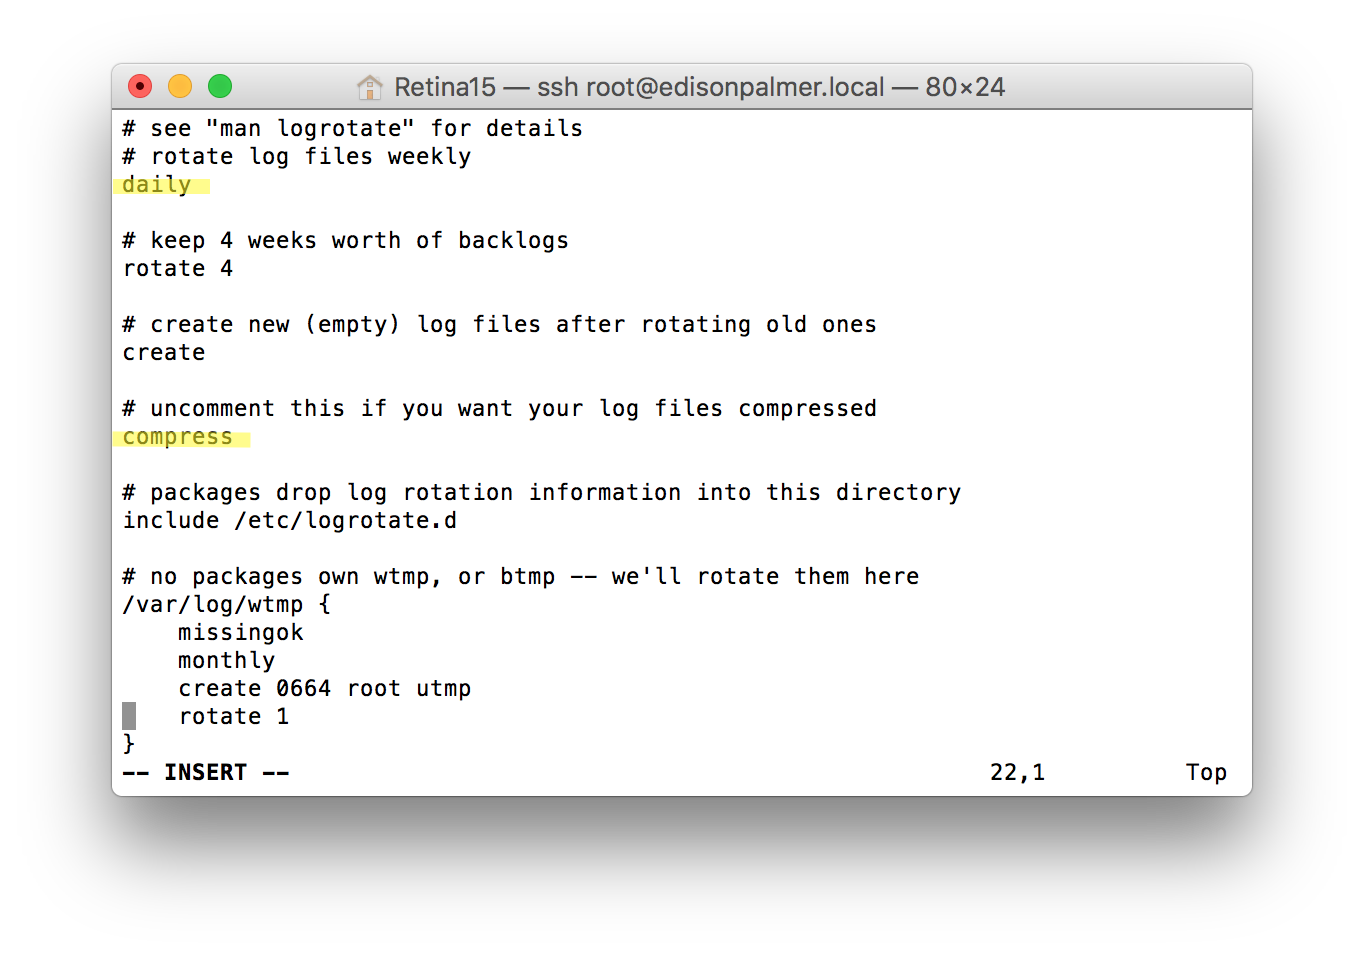 Retina15 — ssh root@edisonpalmer.local — 80×24
# see "man logrotate" for details
# rotate log files weekly
daily
# keep 4 weeks worth of backlogs
rotate 4
# create new (empty) log files after rotating old ones
create
# uncomment this if you want your log files compressed
compress
# packages drop log rotation information into this directory
include /etc/logrotate.d
# no packages own wtmp, or btmp -- we'll rotate them here
/var/log/wtmp {
    missingok
    monthly
    create 0664 root utmp
    rotate 1
}
-- INSERT -- 22,1 Top